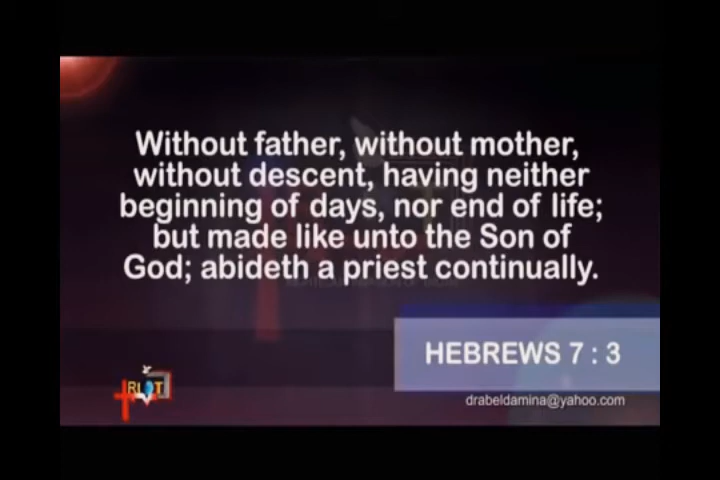 Without father, without mother,
without descent, having neither
beginning of days, nor end of life;
but made like unto the Son of
God; abideth a priest continually.
HEBREWS 7 : 3
drabeldamina@yahoo.com